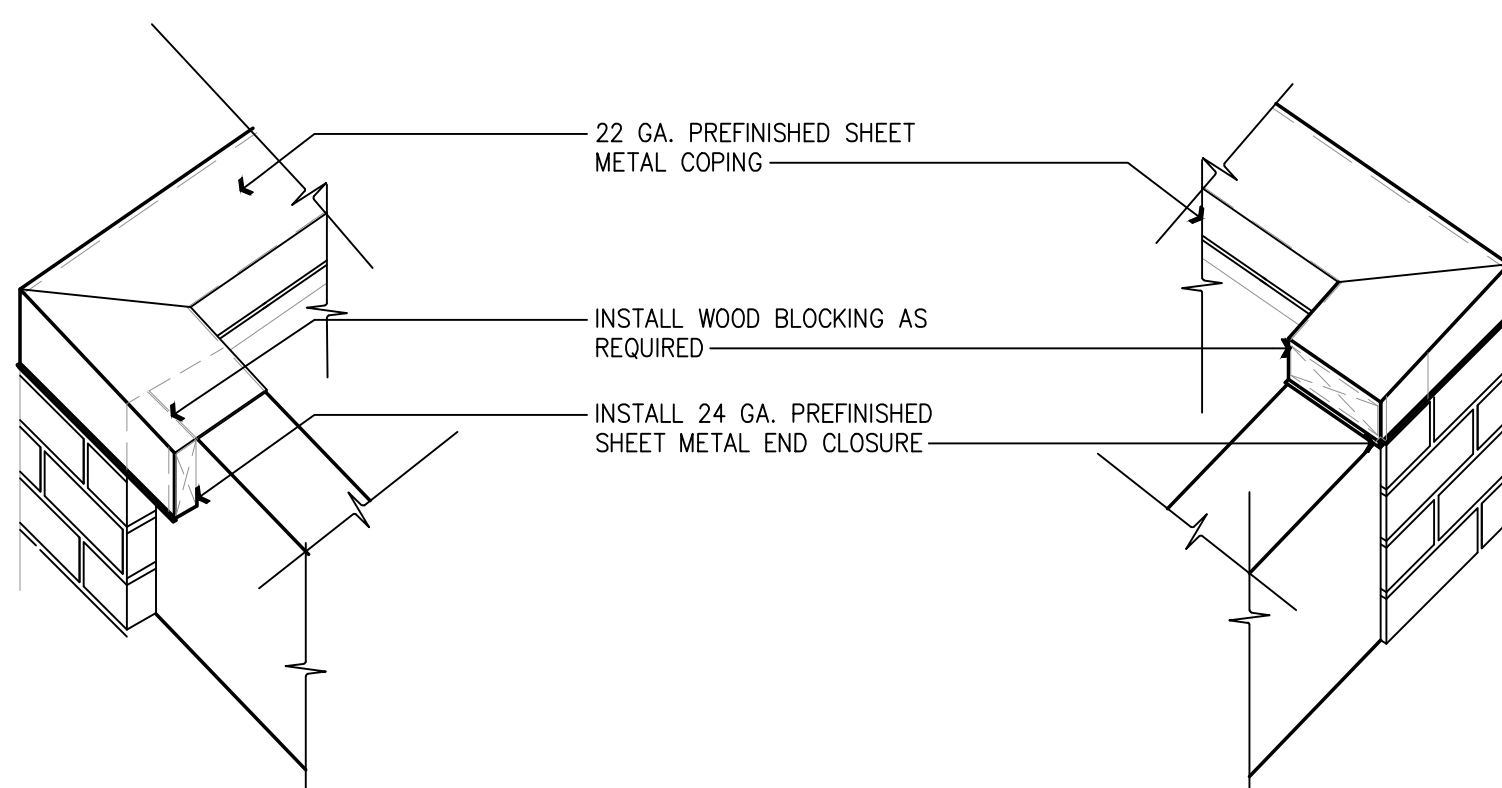 22 GA. PREFINISHED SHEET
METAL COPING
INSTALL WOOD BLOCKING AS
REQUIRED
INSTALL 24 GA. PREFINISHED
SHEET METAL END CLOSURE